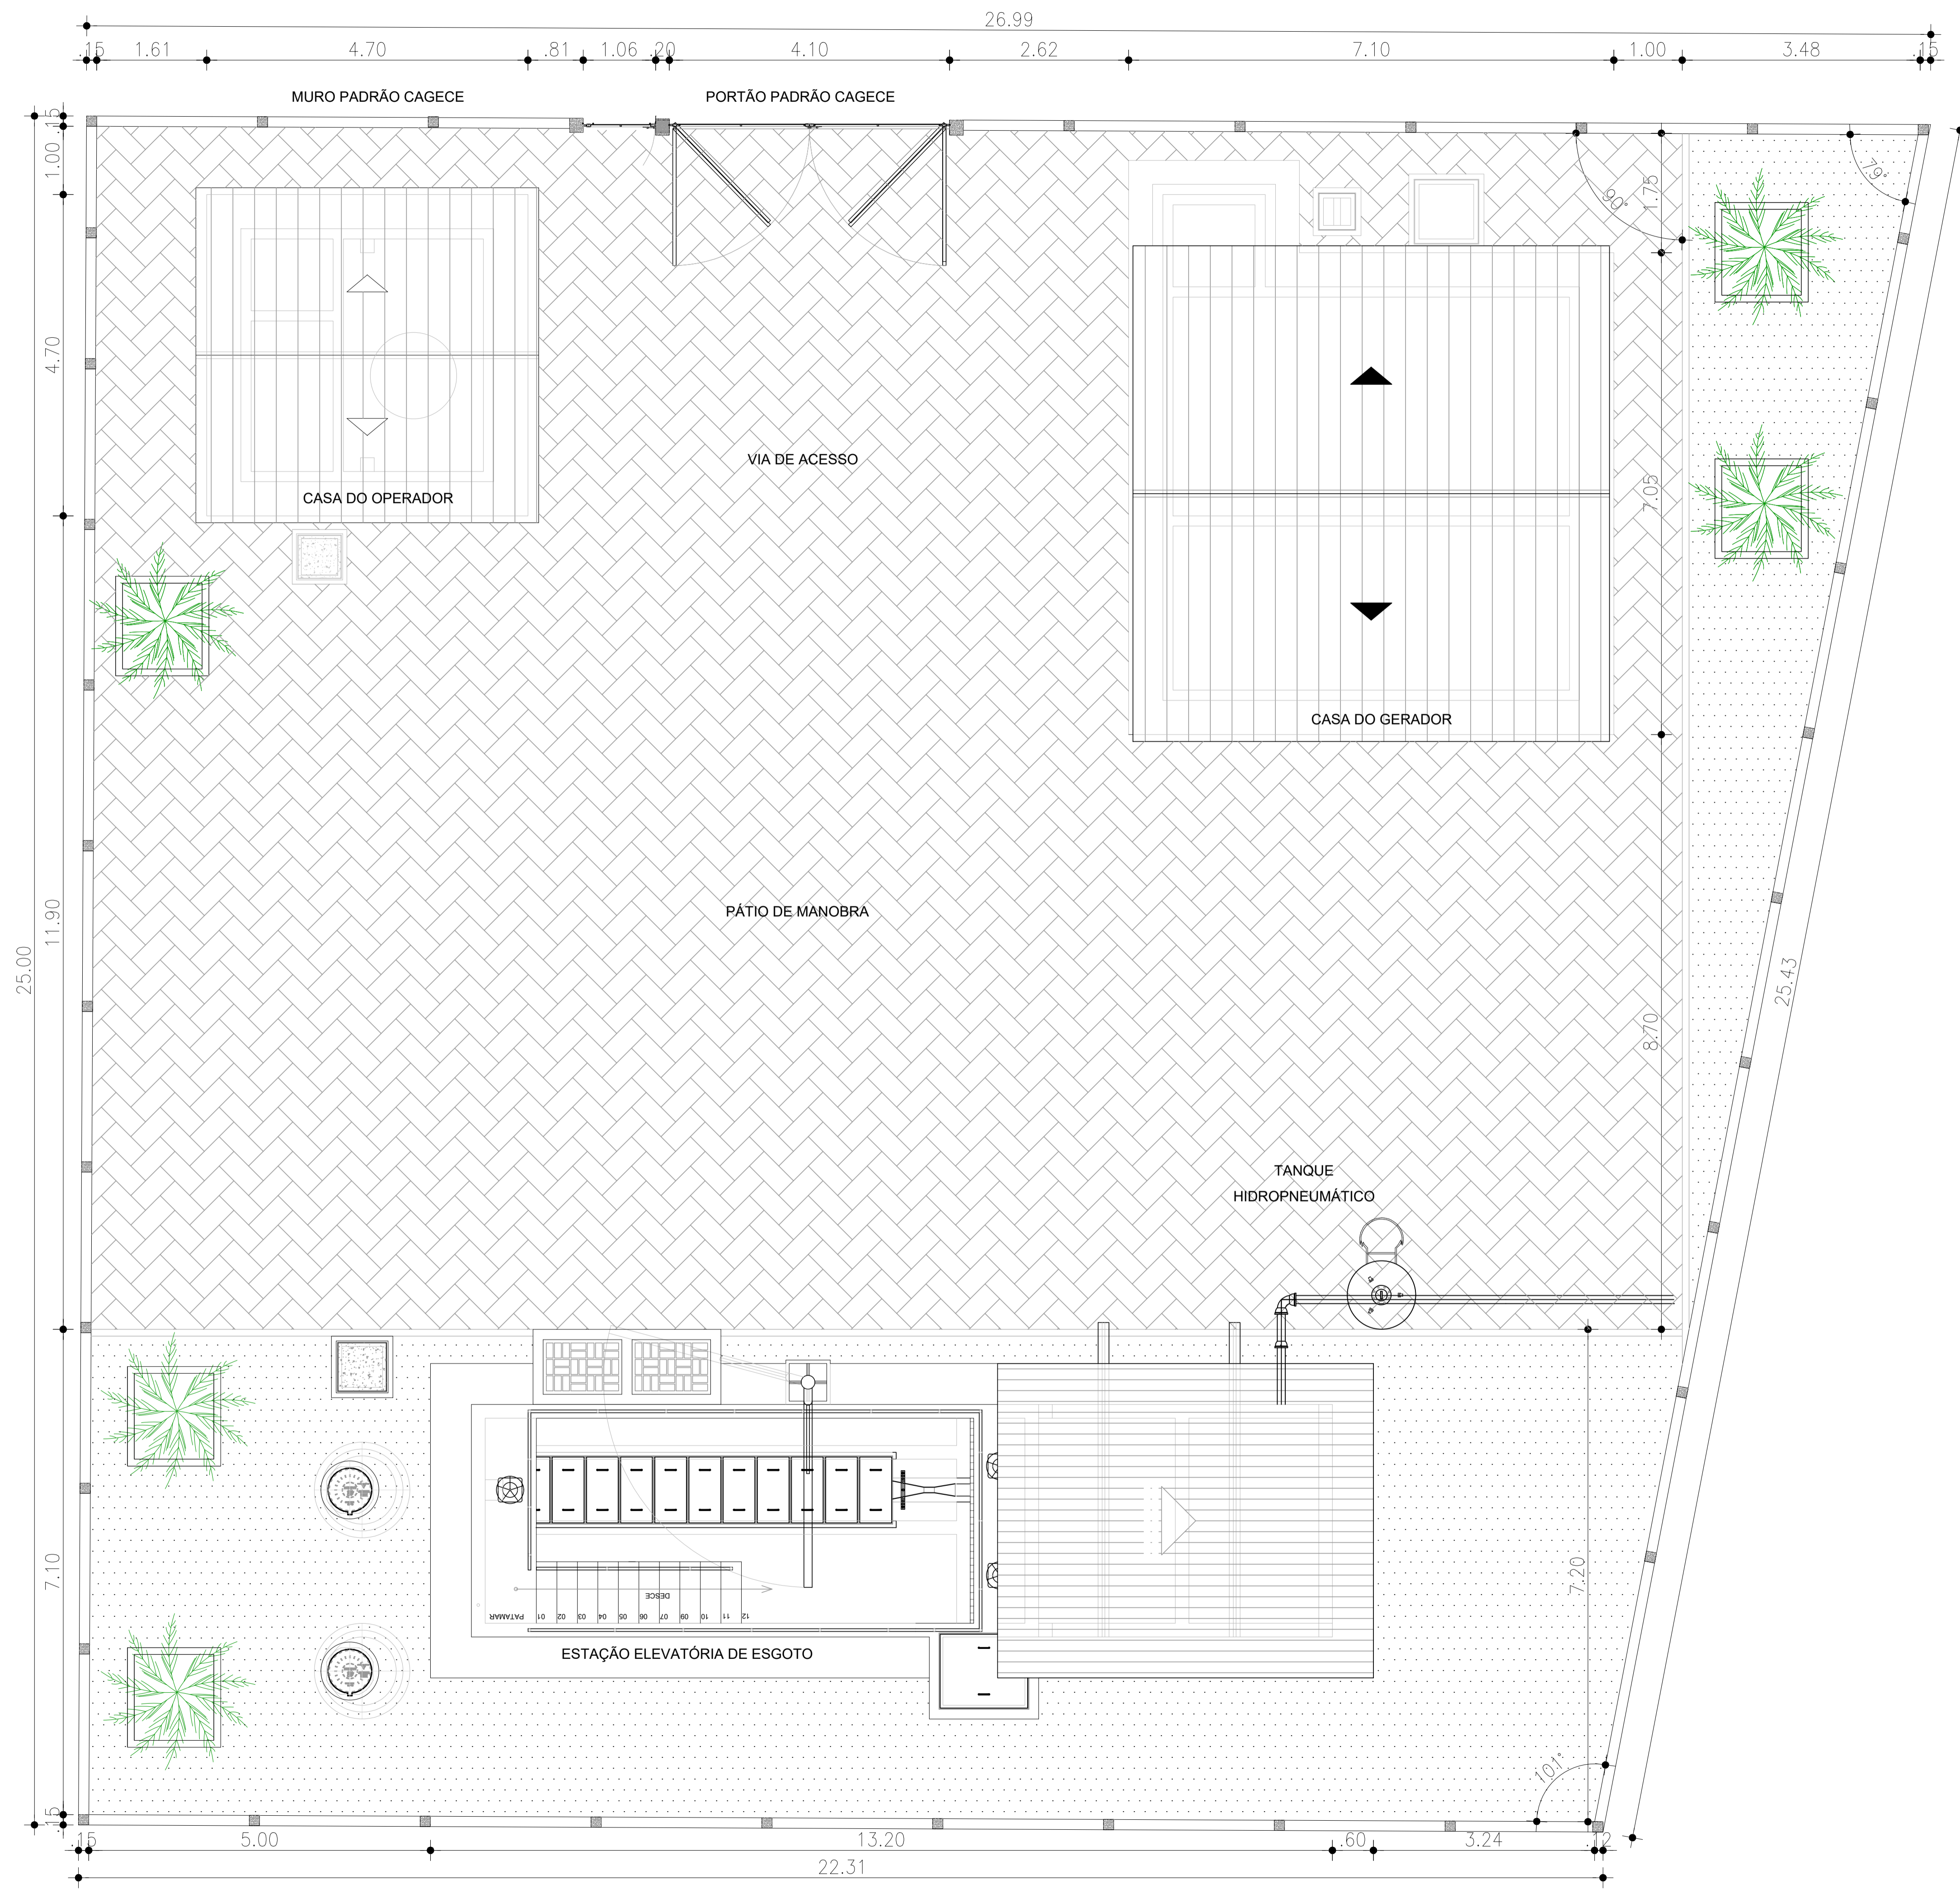 26.99
.15 1.61 4.70 .81 1.06 .20 4.10 2.62 7.10 1.00 3.48 .15
MURO PADRÃO CAGECE
PORTÃO PADRÃO CAGECE
.15
1.00
4.70
11.90
25.00
7.10
.15
79°
90°
1.75
7.05
8.70
25.43
VIA DE ACESSO
CASA DO OPERADOR
CASA DO GERADOR
PÁTIO DE MANOBRA
TANQUE
HIDROPNEUMÁTICO
7.20
DESCE
PATAMAR 01 02 03 04 05 06 07 09 10 11 12
ESTAÇÃO ELEVATÓRIA DE ESGOTO
101°
.15 5.00 13.20 .60 3.24 .12
22.31